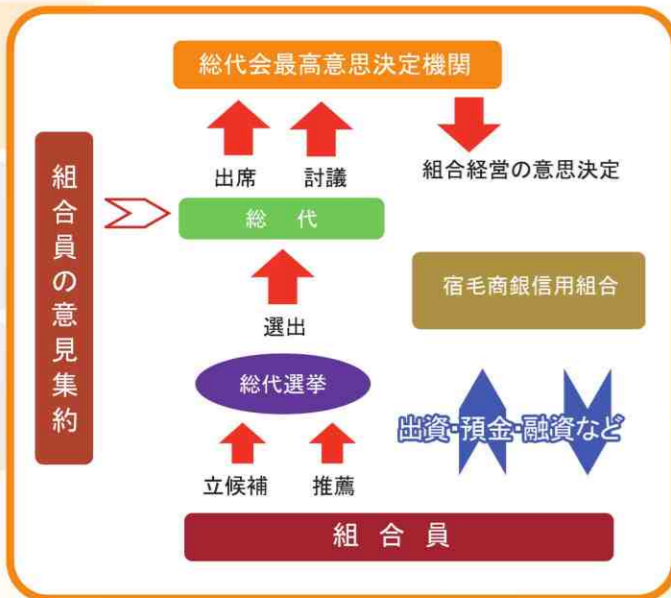 総代会最高意思決定機関
出席
討議
組合経営の意思決定
組合員の意見集約
総代
宿毛商銀信用組合
選出
総代選挙
出資・預金・融資など
立候補
推薦
組合員